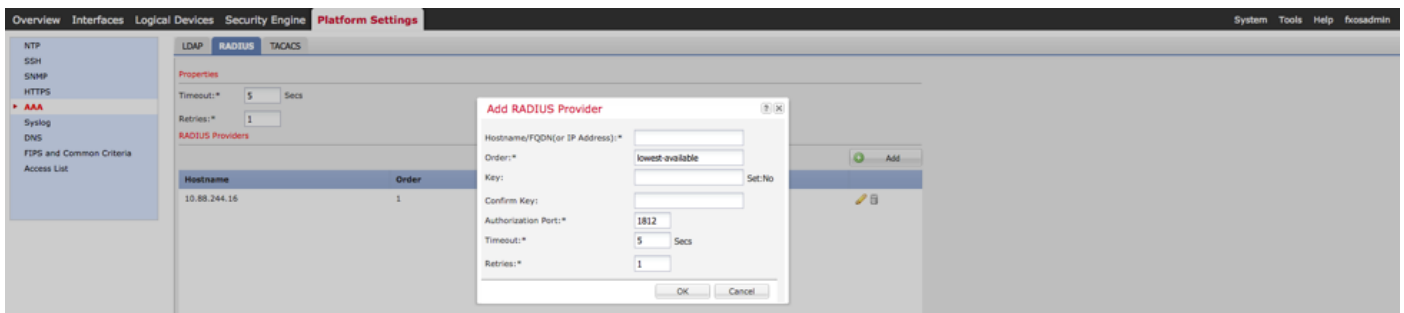 Overview Interfaces Logical Devices Security Engine Platform Settings System Tools Help fxosadmin
NTP
SSH
SNMP
HTTPS
AAA
Syslog
DNS
FIPS and Common Criteria
Access List
LDAP RADIUS TACACS
Properties
Timeout:* 5 Secs
Retries:* 1
RADIUS Providers
Add
Hostname Order
10.88.244.16 1
Add RADIUS Provider
Hostname/FQDN(or IP Address):*
Order:* lowest-available
Key: Set:No
Confirm Key:
Authorization Port:* 1812
Timeout:* 5 Secs
Retries:* 1
OK Cancel